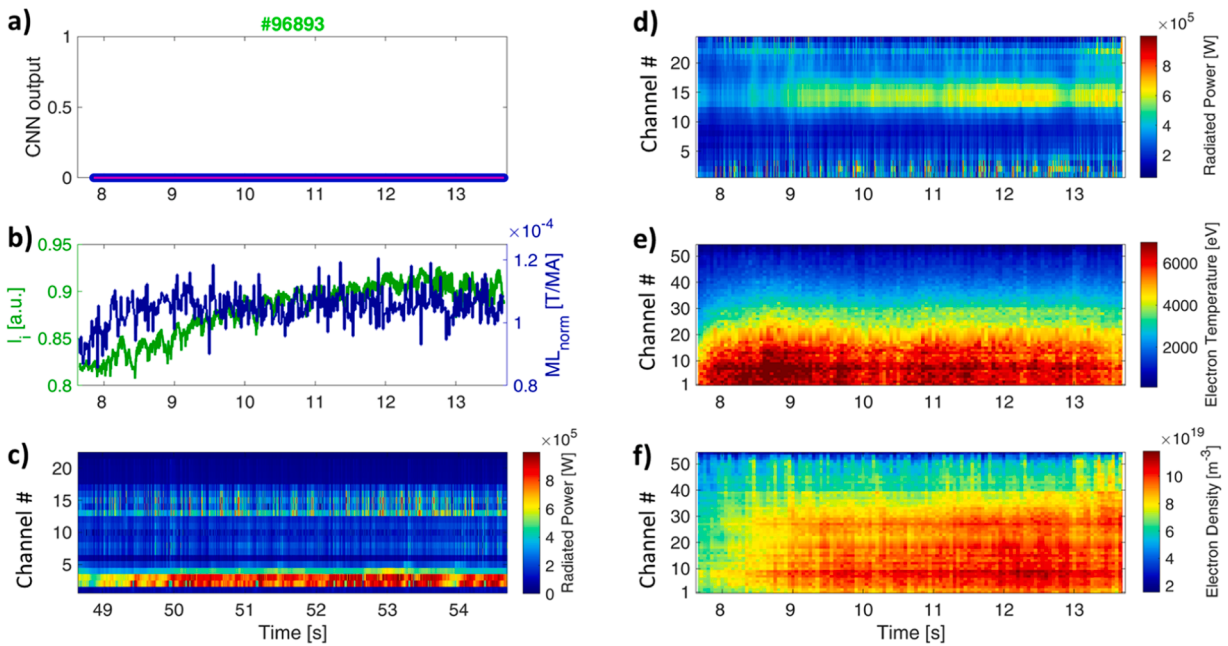 a)
#96893
CNN output
1
0.5
0
8 9 10 11 12 13
b)
×10⁻⁴
l_i [a.u.]
0.95
0.9
0.85
0.8
ML_norm [T/MA]
1.2
1
0.8
8 9 10 11 12 13
c)
×10⁵
Channel #
20
15
10
5
8
6
4
2
0
Radiated Power [W]
49 50 51 52 53 54
Time [s]
d)
×10⁵
Channel #
20
15
10
5
8
6
4
2
Radiated Power [W]
8 9 10 11 12 13
e)
Channel #
50
40
30
20
10
1
6000
4000
2000
Electron Temperature [eV]
8 9 10 11 12 13
f)
×10¹⁹
Channel #
50
40
30
20
10
1
10
8
6
4
2
Electron Density [m⁻³]
8 9 10 11 12 13
Time [s]